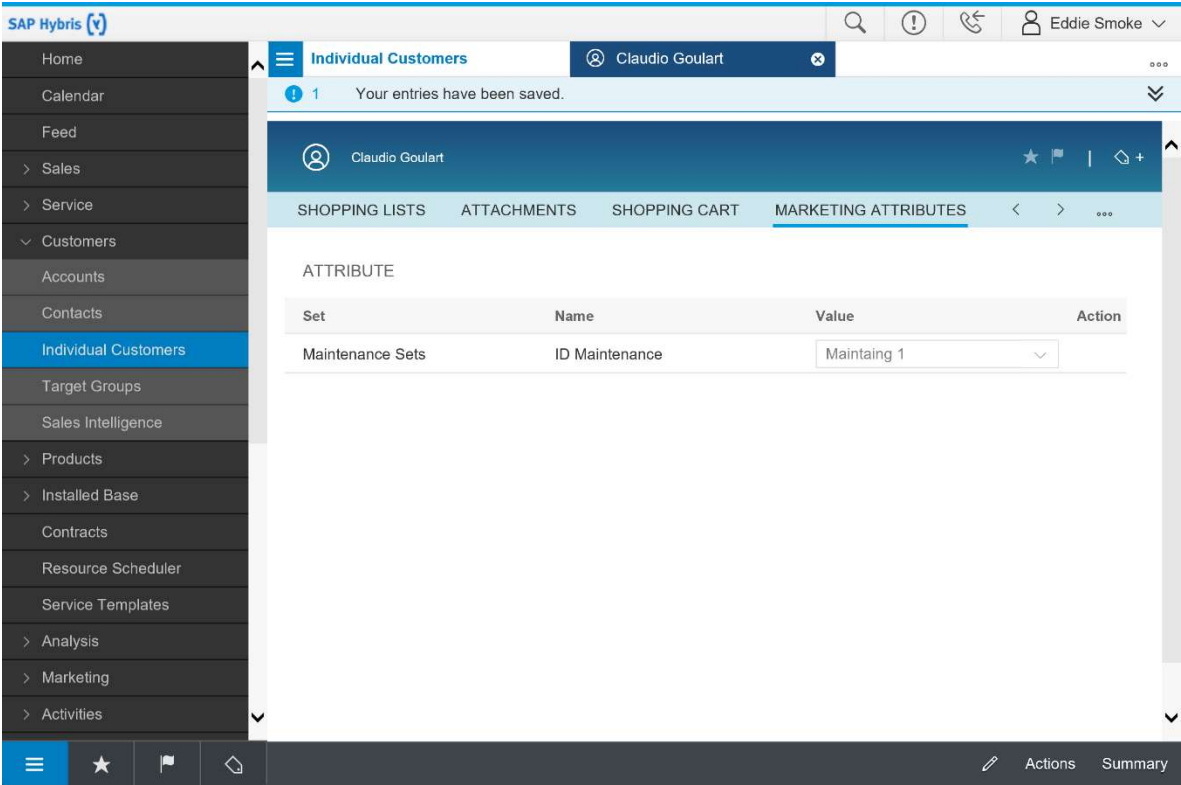 SAP Hybris (y)
Eddie Smoke
Home
Calendar
Feed
Sales
Service
Customers
Accounts
Contacts
Individual Customers
Target Groups
Sales Intelligence
Products
Installed Base
Contracts
Resource Scheduler
Service Templates
Analysis
Marketing
Activities
Individual Customers
Claudio Goulart
1 Your entries have been saved.
Claudio Goulart
SHOPPING LISTS ATTACHMENTS SHOPPING CART MARKETING ATTRIBUTES
ATTRIBUTE
Set Name Value Action
Maintenance Sets ID Maintenance Maintaing 1
Actions Summary